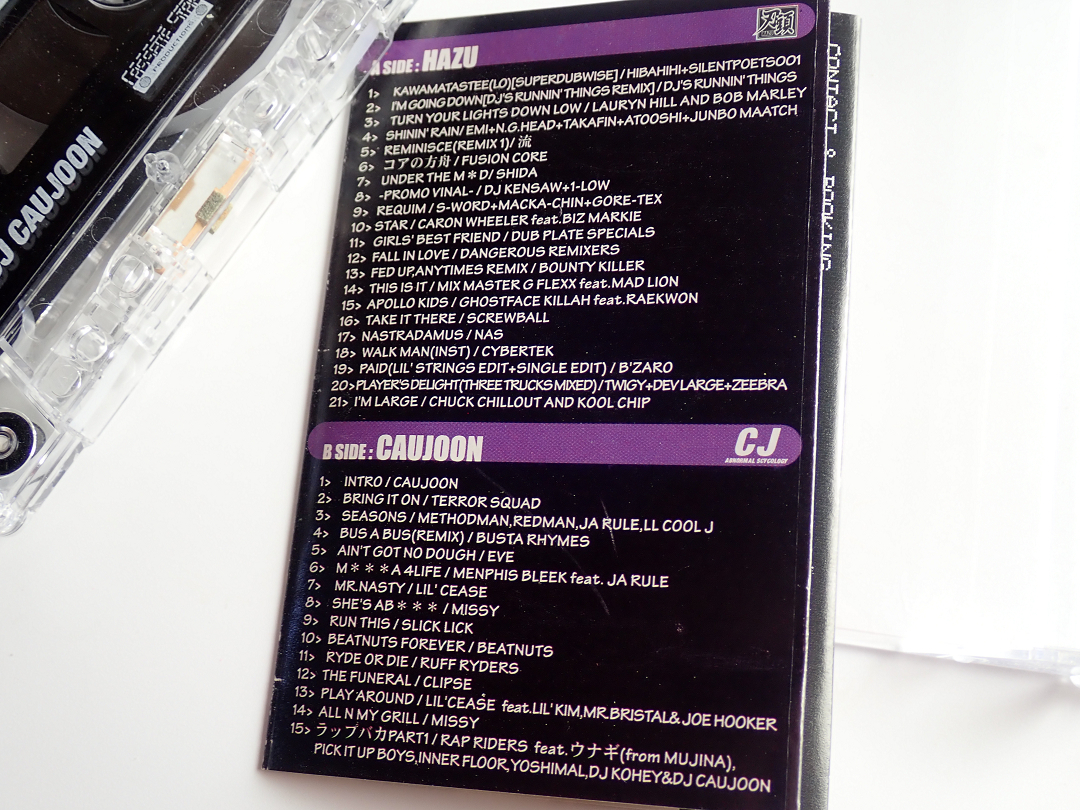 PRODUCTIONS
DJ CAUJOON
刃頭
A SIDE : HAZU
1> KAWAMATASTEE(LO)[SUPERDUBWISE] / HIBAHIHI+SILENTPOETS001
2> I'M GOING DOWN[DJ'S RUNNIN' THINGS REMIX] / DJ'S RUNNIN' THINGS
3> TURN YOUR LIGHTS DOWN LOW / LAURYN HILL AND BOB MARLEY
4> SHININ' RAIN/ EMI+N.G.HEAD+TAKAFIN+ATOOSHI+JUNBO MAATCH
5> REMINISCE(REMIX 1)/ 流
6> コアの方舟 / FUSION CORE
7> UNDER THE M＊D/ SHIDA
8> -PROMO VINAL- / DJ KENSAW+1-LOW
9> REQUIM / S-WORD+MACKA-CHIN+GORE-TEX
10> STAR / CARON WHEELER feat.BIZ MARKIE
11> GIRLS' BEST FRIEND / DUB PLATE SPECIALS
12> FALL IN LOVE / DANGEROUS REMIXERS
13> FED UP,ANYTIMES REMIX / BOUNTY KILLER
14> THIS IS IT / MIX MASTER G FLEXX feat.MAD LION
15> APOLLO KIDS / GHOSTFACE KILLAH feat.RAEKWON
16> TAKE IT THERE / SCREWBALL
17> NASTRADAMUS / NAS
18> WALK MAN(INST) / CYBERTEK
19> PAID(LIL' STRINGS EDIT+SINGLE EDIT) / B'ZARO
20> PLAYER'S DELIGHT(THREE TRUCKS MIXED) / TWIGY+DEV LARGE+ZEEBRA
21> I'M LARGE / CHUCK CHILLOUT AND KOOL CHIP
B SIDE : CAUJOON
CJ
ABNORMAL SCYCOLOGY
1> INTRO / CAUJOON
2> BRING IT ON / TERROR SQUAD
3> SEASONS / METHODMAN,REDMAN,JA RULE,LL COOL J
4> BUS A BUS(REMIX) / BUSTA RHYMES
5> AIN'T GOT NO DOUGH / EVE
6> M＊＊＊A 4LIFE / MENPHIS BLEEK feat. JA RULE
7> MR.NASTY / LIL' CEASE
8> SHE'S AB＊＊＊ / MISSY
9> RUN THIS / SLICK LICK
10> BEATNUTS FOREVER / BEATNUTS
11> RYDE OR DIE / RUFF RYDERS
12> THE FUNERAL / CLIPSE
13> PLAY AROUND / LIL'CEASE feat.LIL' KIM,MR.BRISTAL& JOE HOOKER
14> ALL N MY GRILL / MISSY
15> ラップバカPART1 / RAP RIDERS feat.ウナギ(from MUJINA),
PICK IT UP BOYS,INNER FLOOR,YOSHIMAL,DJ KOHEY&DJ CAUJOON
CONTACT & BOOKING